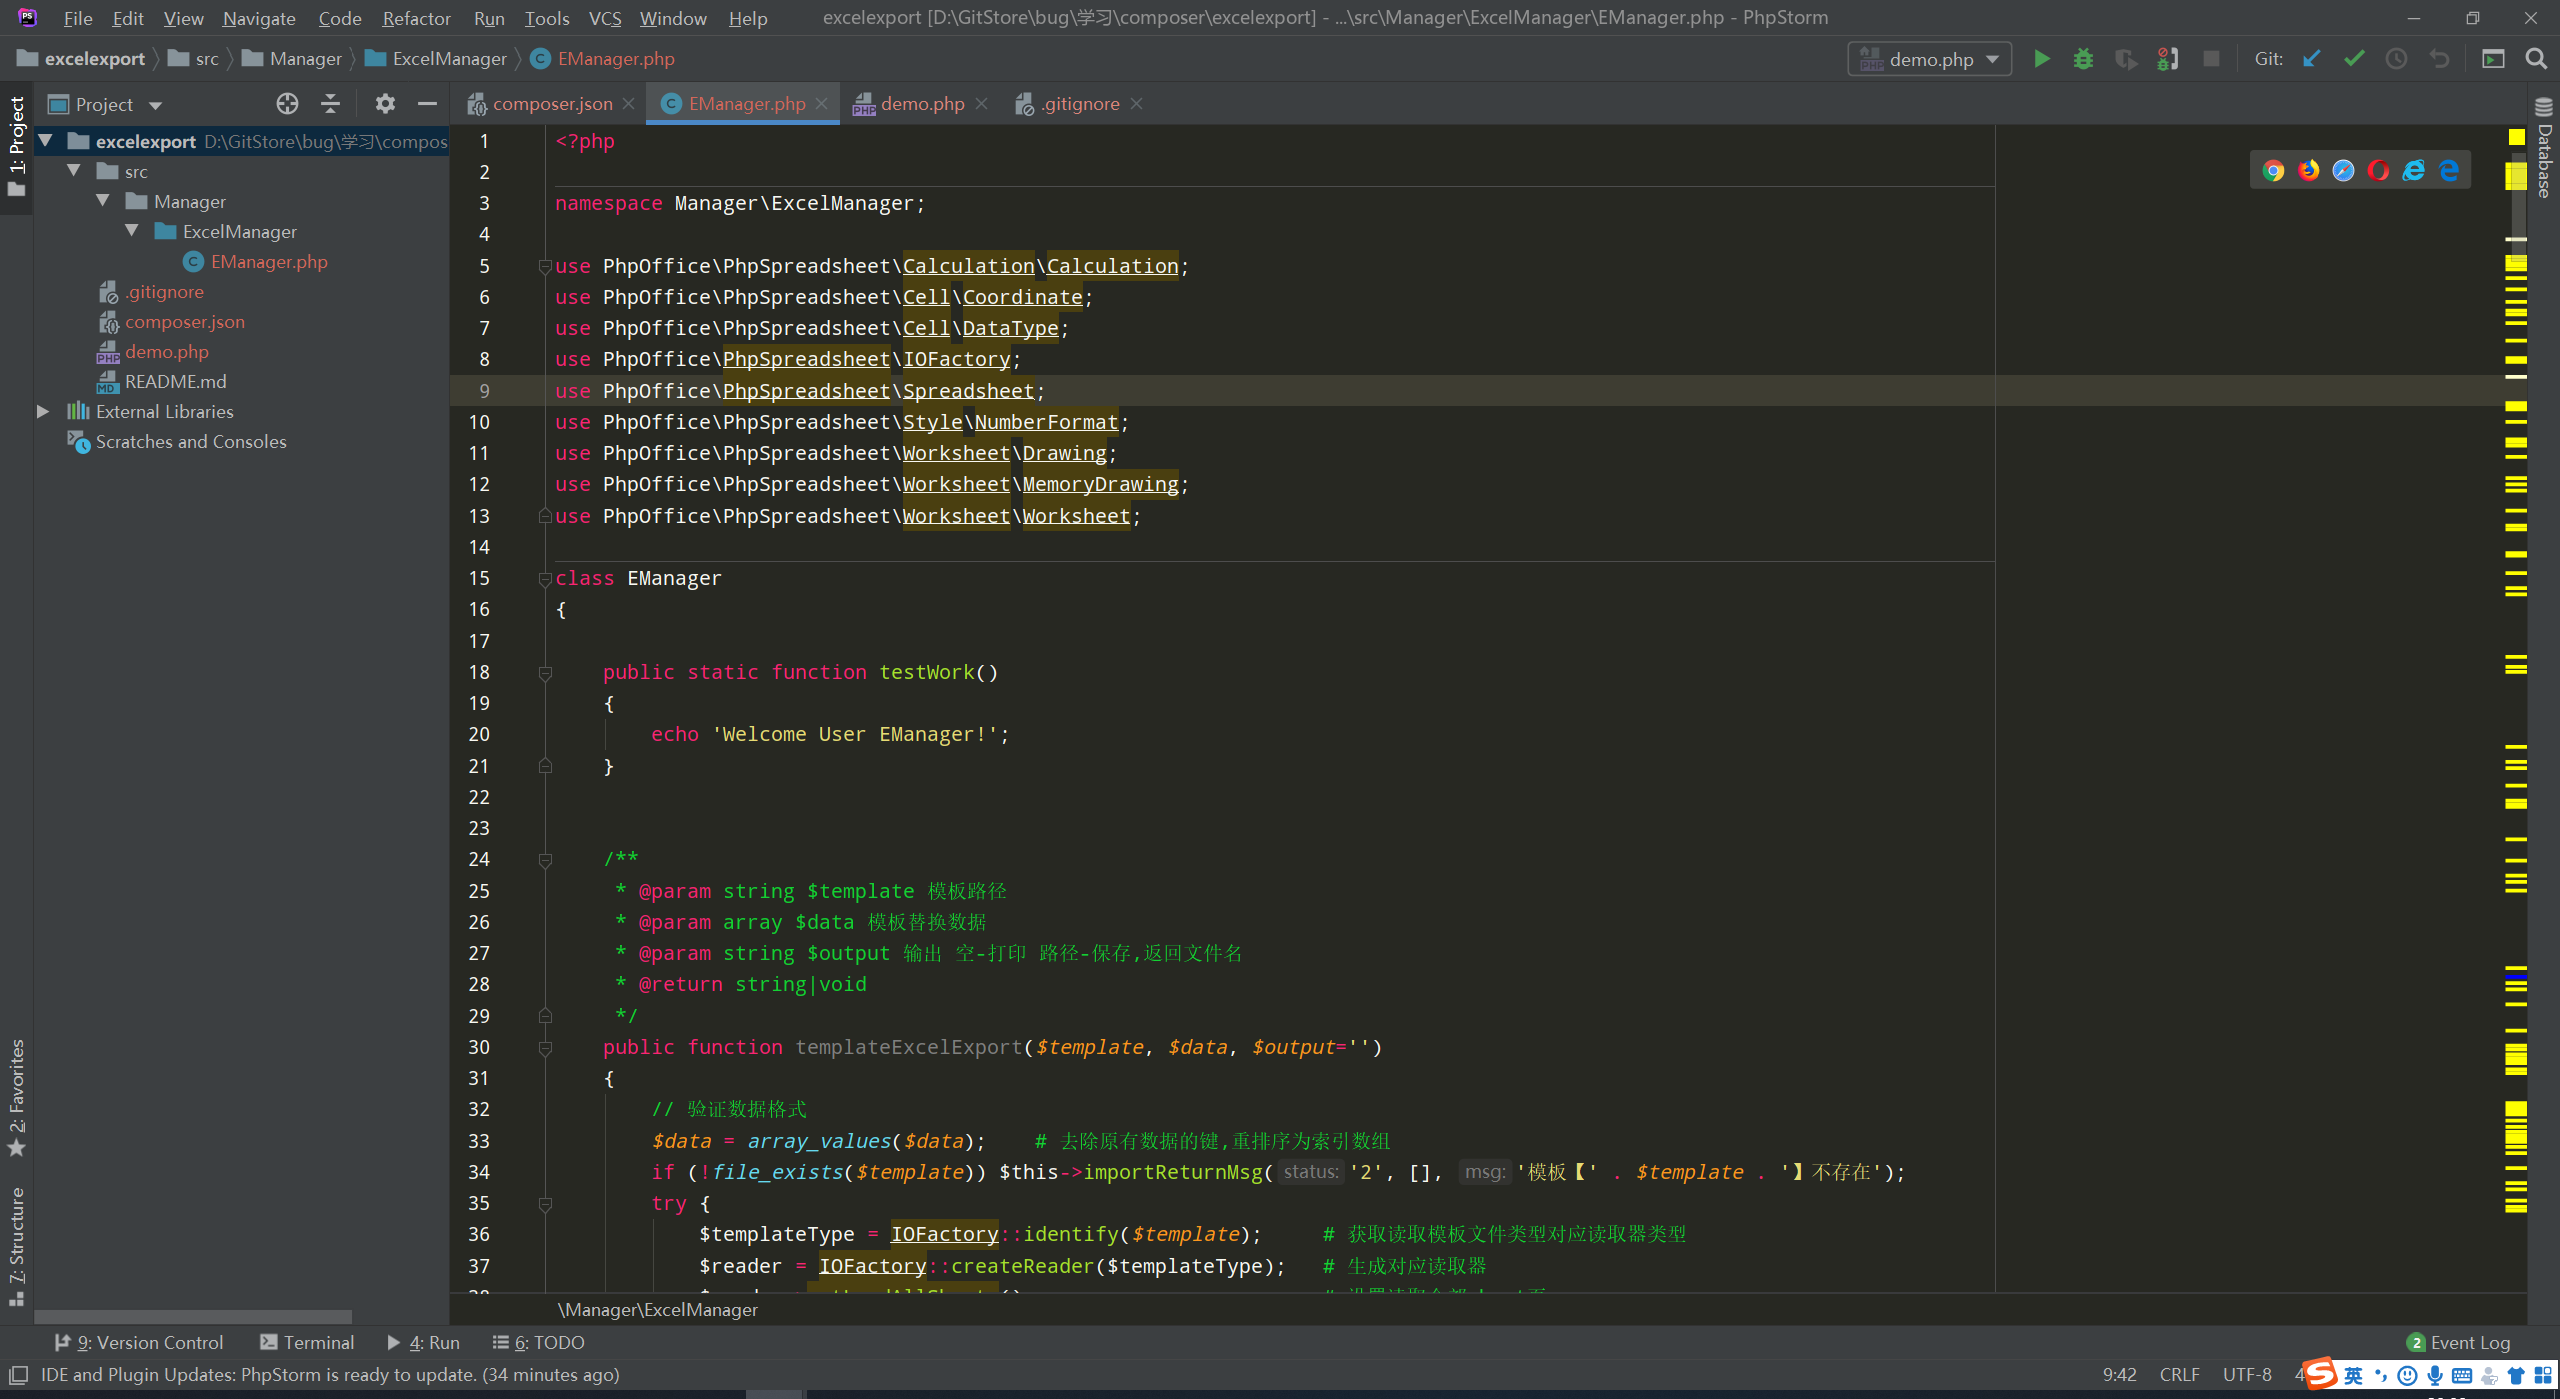 File Edit View Navigate Code Refactor Run Tools VCS Window Help excelexport [D:\GitStore\bug\学习\composer\excelexport] - ...\src\Manager\ExcelManager\EManager.php - PhpStorm
excelexport src Manager ExcelManager EManager.php demo.php Git:
1: Project
Project
composer.json EManager.php demo.php .gitignore
Database
excelexport D:\GitStore\bug\学习\compos
src
Manager
ExcelManager
EManager.php
.gitignore
composer.json
demo.php
README.md
External Libraries
Scratches and Consoles
1 <?php
2
3 namespace Manager\ExcelManager;
4
5 use PhpOffice\PhpSpreadsheet\Calculation\Calculation;
6 use PhpOffice\PhpSpreadsheet\Cell\Coordinate;
7 use PhpOffice\PhpSpreadsheet\Cell\DataType;
8 use PhpOffice\PhpSpreadsheet\IOFactory;
9 use PhpOffice\PhpSpreadsheet\Spreadsheet;
10 use PhpOffice\PhpSpreadsheet\Style\NumberFormat;
11 use PhpOffice\PhpSpreadsheet\Worksheet\Drawing;
12 use PhpOffice\PhpSpreadsheet\Worksheet\MemoryDrawing;
13 use PhpOffice\PhpSpreadsheet\Worksheet\Worksheet;
14
15 class EManager
16 {
17
18 public static function testWork()
19 {
20 echo 'Welcome User EManager!';
21 }
22
23
24 /**
25 * @param string $template 模板路径
26 * @param array $data 模板替换数据
27 * @param string $output 输出 空-打印 路径-保存,返回文件名
28 * @return string|void
29 */
30 public function templateExcelExport($template, $data, $output='')
31 {
32 // 验证数据格式
33 $data = array_values($data); # 去除原有数据的键,重排序为索引数组
34 if (!file_exists($template)) $this->importReturnMsg( status: '2', [], msg: '模板【' . $template . '】不存在');
35 try {
36 $templateType = IOFactory::identify($template); # 获取读取模板文件类型对应读取器类型
37 $reader = IOFactory::createReader($templateType); # 生成对应读取器
\Manager\ExcelManager
2: Favorites
7: Structure
9: Version Control Terminal 4: Run 6: TODO 2 Event Log
IDE and Plugin Updates: PhpStorm is ready to update. (34 minutes ago) 9:42 CRLF UTF-8 4 英